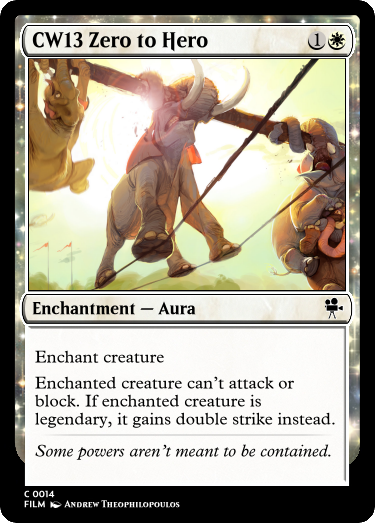 CW13 Zero to Hero 1
Enchantment — Aura
Enchant creature
Enchanted creature can't attack or
block. If enchanted creature is
legendary, it gains double strike instead.
Some powers aren't meant to be contained.
C 0014
FILM Andrew Theophilopoulos